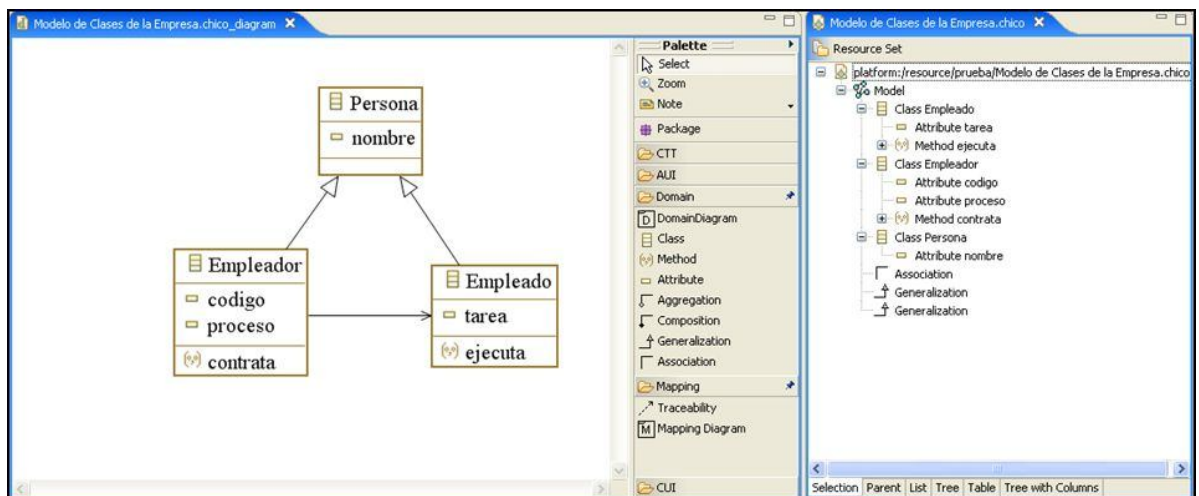 Modelo de Clases de la Empresa.chico_diagram
Persona
nombre
Empleador
codigo
proceso
contrata
Empleado
tarea
ejecuta
Palette
Select
Zoom
Note
Package
CTT
AUI
Domain
DomainDiagram
Class
Method
Attribute
Aggregation
Composition
Generalization
Association
Mapping
Traceability
Mapping Diagram
CUI
Modelo de Clases de la Empresa.chico
Resource Set
platform:/resource/prueba/Modelo de Clases de la Empresa.chico
Model
Class Empleado
Attribute tarea
Method ejecuta
Class Empleador
Attribute codigo
Attribute proceso
Method contrata
Class Persona
Attribute nombre
Association
Generalization
Generalization
Selection Parent List Tree Table Tree with Columns